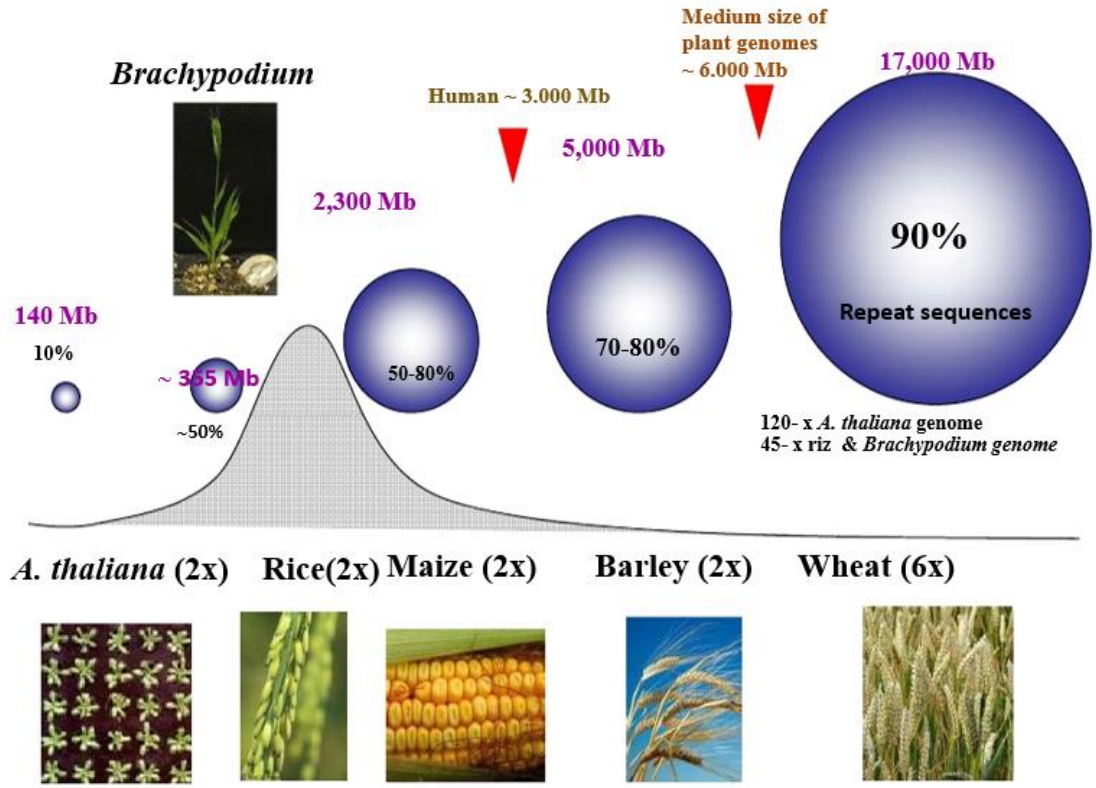 Medium size of
plant genomes
~ 6.000 Mb
17,000 Mb
Brachypodium
Human ~ 3.000 Mb
5,000 Mb
2,300 Mb
90%
Repeat sequences
140 Mb
10%
~ 355 Mb
50-80%
70-80%
~50%
120- x A. thaliana genome
45- x riz & Brachypodium genome
A. thaliana (2x)
Rice(2x)
Maize (2x)
Barley (2x)
Wheat (6x)